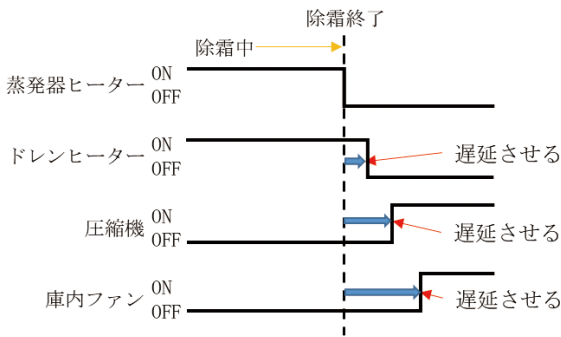 除霜終了
除霜中
蒸発器ヒーター ON
OFF
ドレンヒーター ON
OFF
遅延させる
圧縮機 ON
OFF
遅延させる
庫内ファン ON
OFF
遅延させる